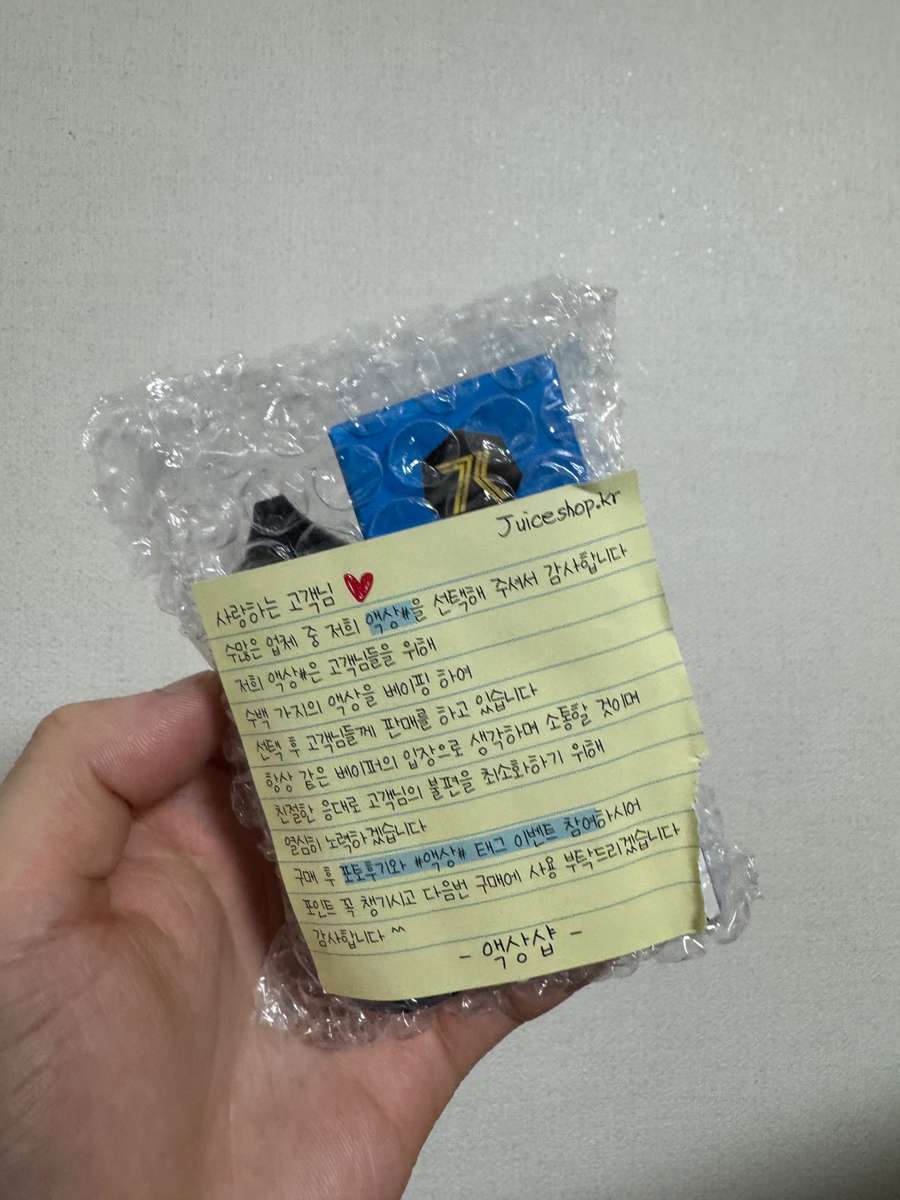 Juiceshop.kr
사랑하는 고객님
수많은 업체 중 저희 액상#을 선택해 주셔서 감사합니다
저희 액상#은 고객님들을 위해
수백 가지의 액상을 베이핑 하여
선택 후 고객님들께 판매를 하고 있습니다
항상 같은 베이퍼의 입장으로 생각하며 소통할 것이며
친절한 응대로 고객님의 불편을 최소화하기 위해
열심히 노력하겠습니다
구매 후 포토후기와 #액상# 태그 이벤트 참여하시어
포인트 꼭 챙기시고 다음번 구매에 사용 부탁드리겠습니다
감사합니다 ^^
- 액상샵 -